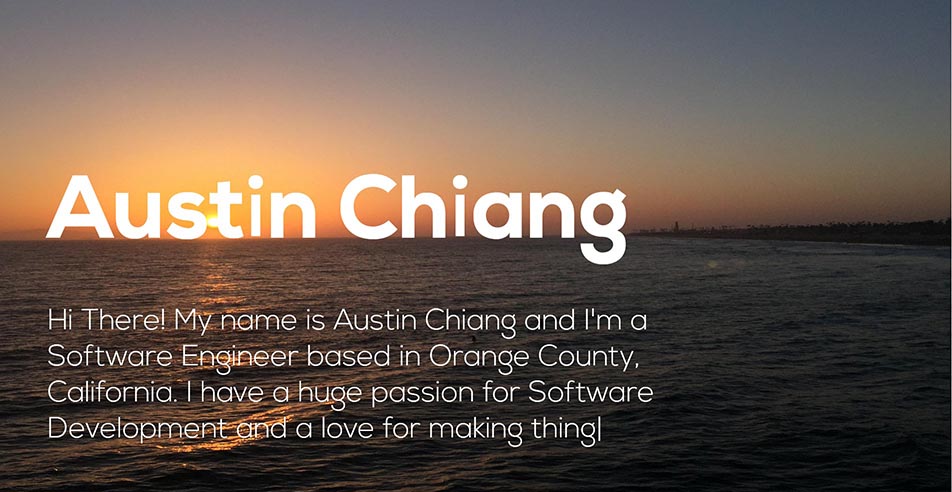 Austin Chiang
Hi There! My name is Austin Chiang and I'm a
Software Engineer based in Orange County,
California. I have a huge passion for Software
Development and a love for making thing|